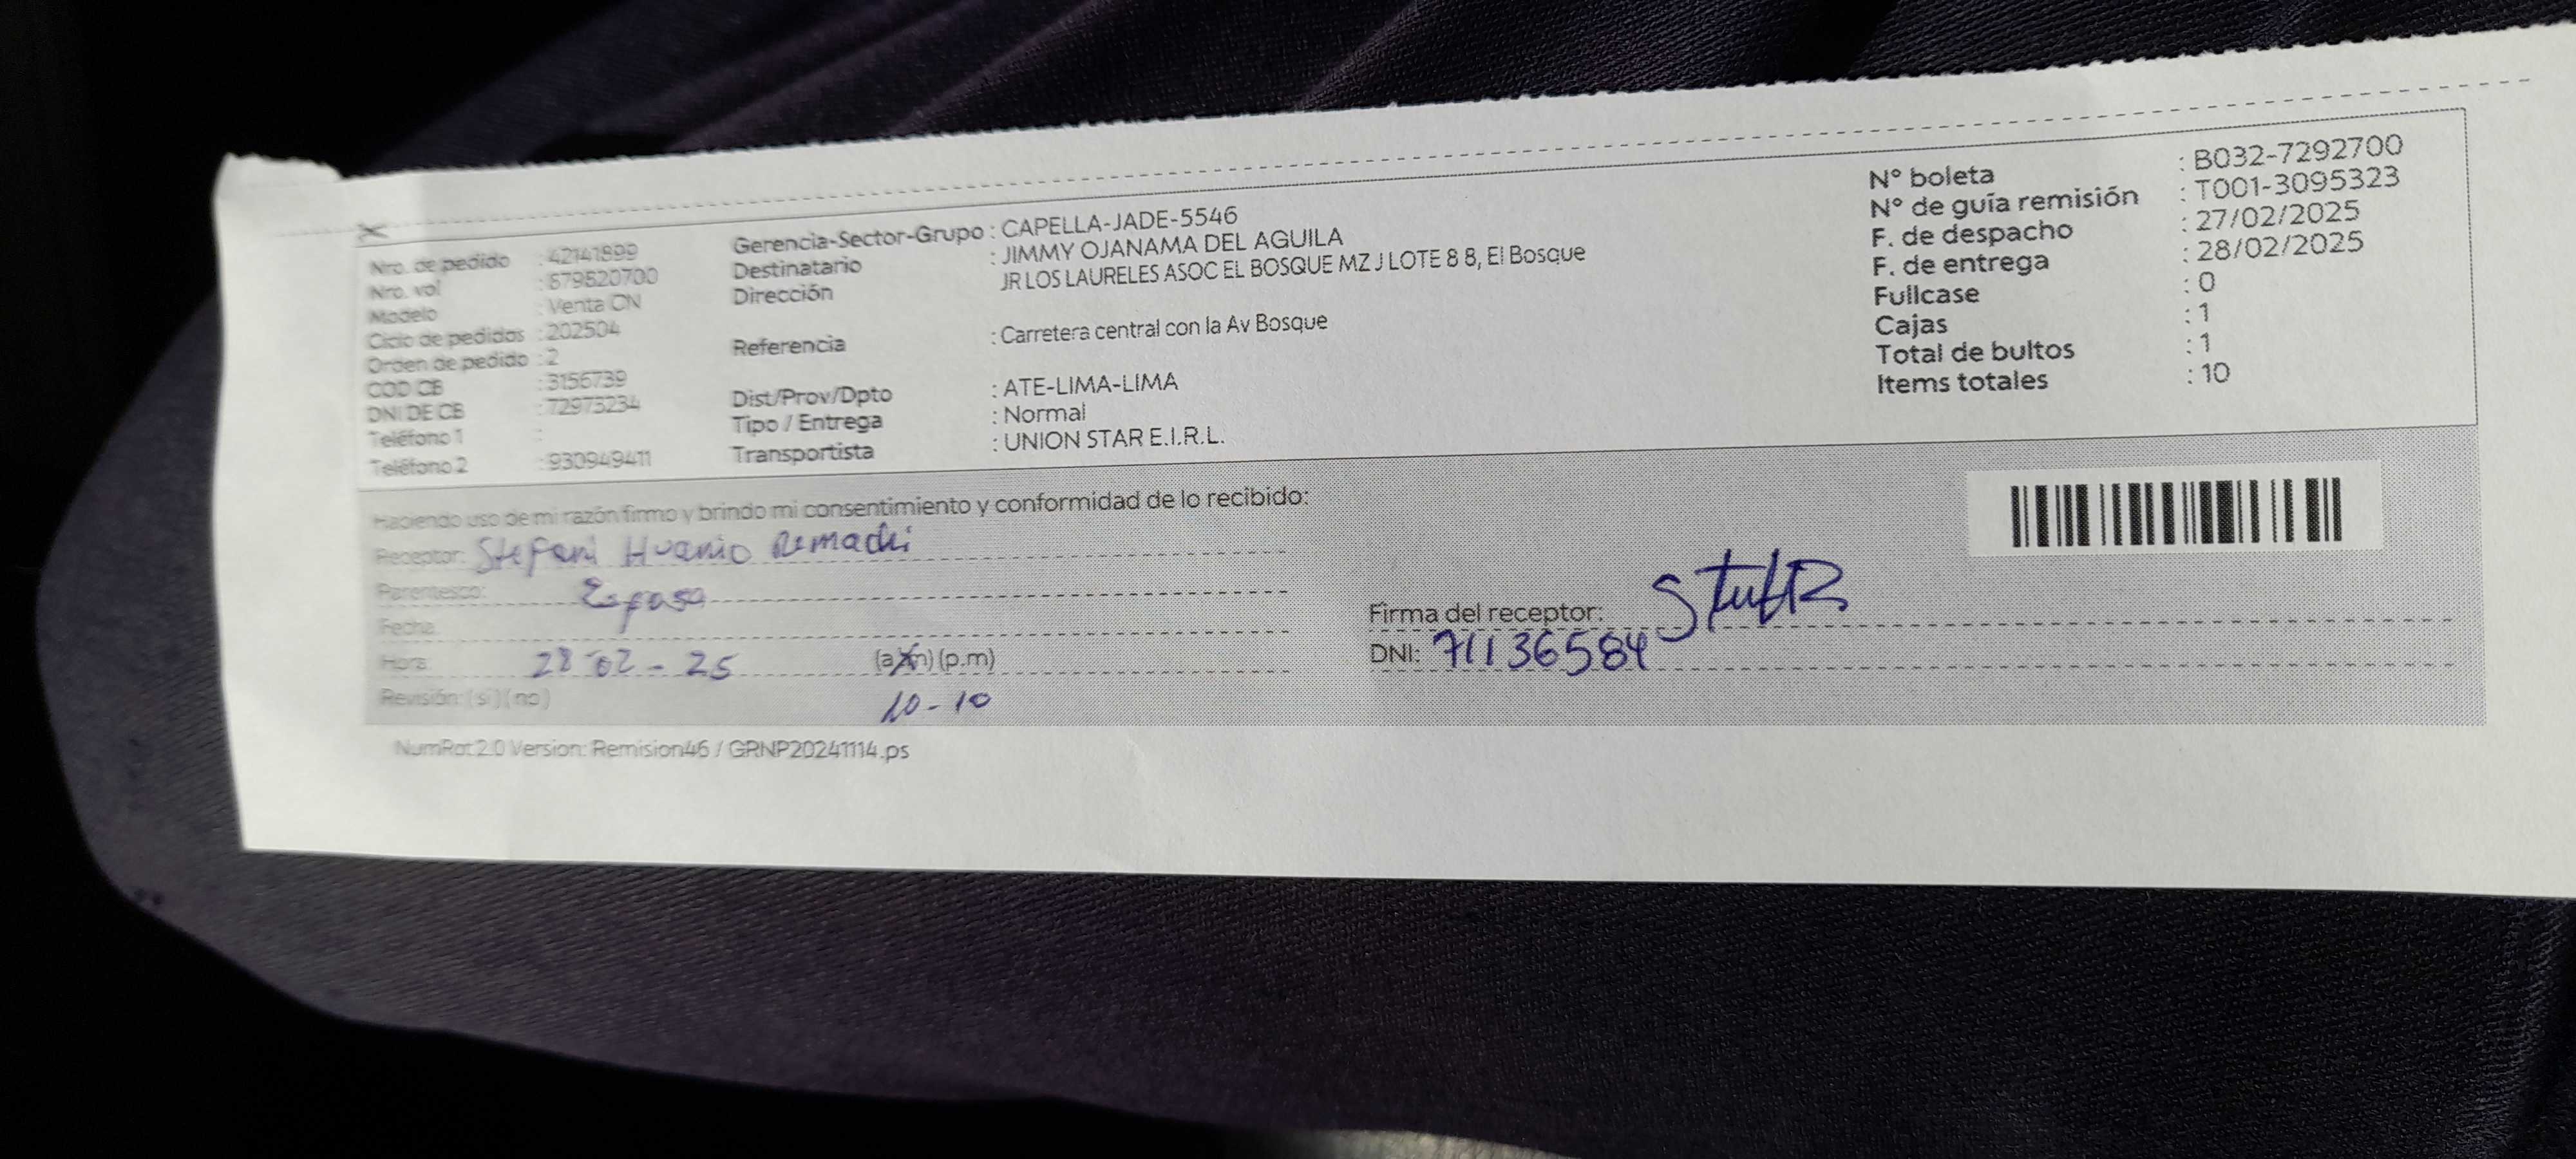 Nro. de pedido : 42141899
Nro. vol : 879520700
Modelo : Venta CN
Ciclo de pedidos : 202504
Orden de pedido : 2
COD CB : 3156739
DNI DE CB : 72973234
Teléfono 1 :
Teléfono 2 : 930949411
Gerencia-Sector-Grupo : CAPELLA-JADE-5546
Destinatario : JIMMY OJANAMA DEL AGUILA
Dirección JR LOS LAURELES ASOC EL BOSQUE MZ J LOTE 8 8, El Bosque
Referencia : Carretera central con la Av Bosque
Dist/Prov/Dpto : ATE-LIMA-LIMA
Tipo / Entrega : Normal
Transportista : UNION STAR E.I.R.L.
N° boleta : B032-7292700
N° de guía remisión : T001-3095323
F. de despacho : 27/02/2025
F. de entrega : 28/02/2025
Fullcase : 0
Cajas : 1
Total de bultos : 1
Items totales : 10
Haciendo uso de mi razón firmo y brindo mi consentimiento y conformidad de lo recibido:
Receptor: Stefani Huanio
Parentesco: Esposa
Fecha:
Hora: 28-02-25 (a.m) (p.m)
Revisión: (si) (no) 10-10
Firma del receptor:
DNI: 71136584
NumRot 2.0 Version: Remision46 / GRNP20241114.ps